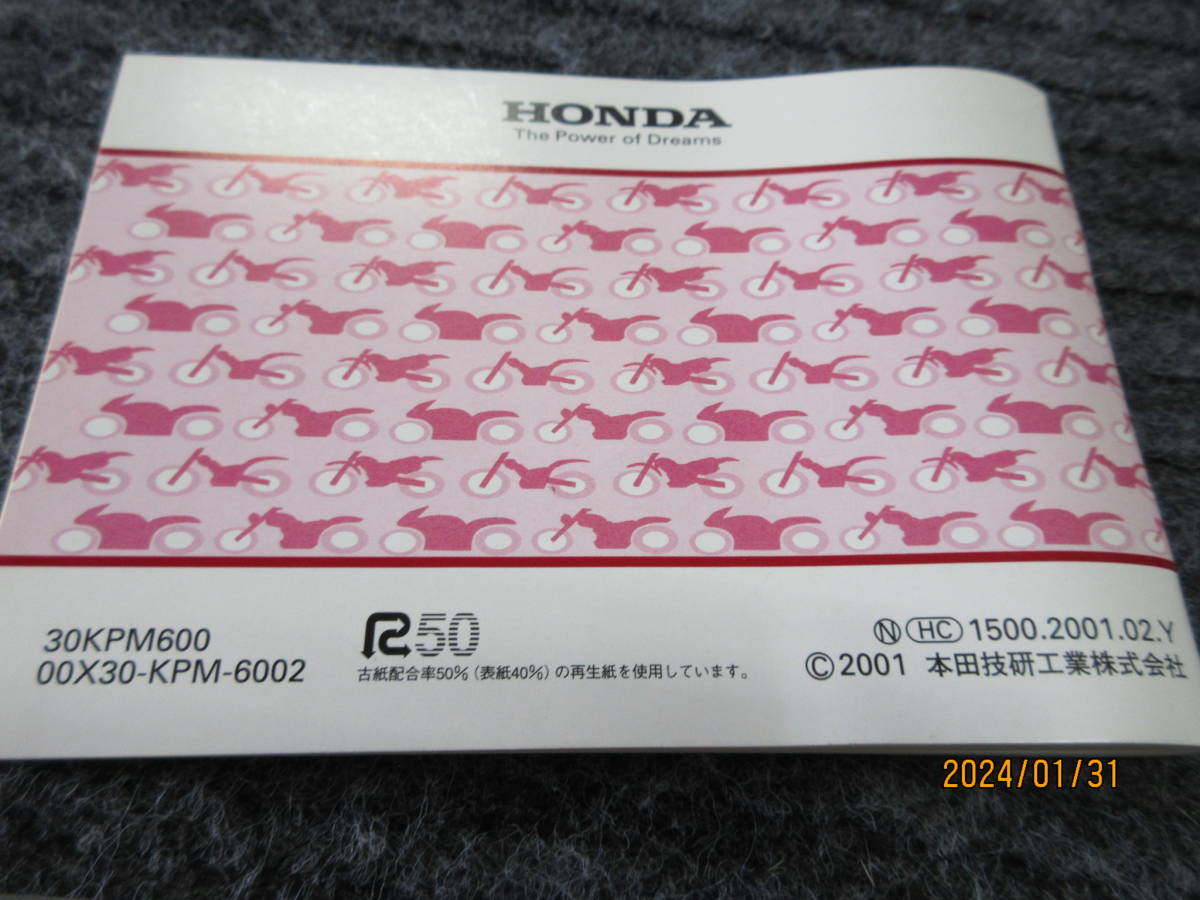 HONDA
The Power of Dreams
30KPM600
00X30-KPM-6002
R50
古紙配合率50%(表紙40%)の再生紙を使用しています。
Ⓝ HC 1500.2001.02.Y
©2001 本田技研工業株式会社
2024/01/31